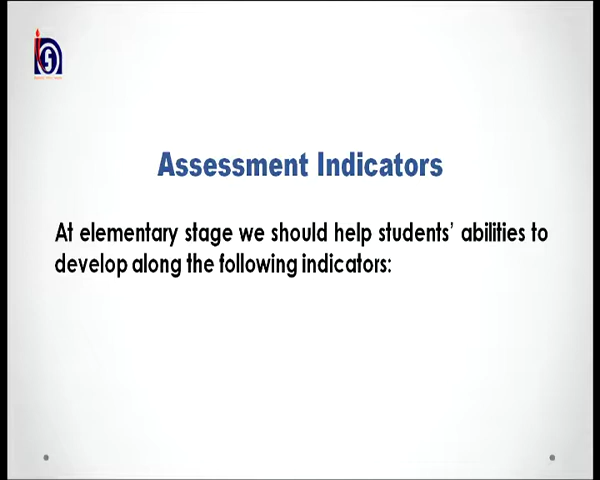 Assessment Indicators
At elementary stage we should help students' abilities to
develop along the following indicators: